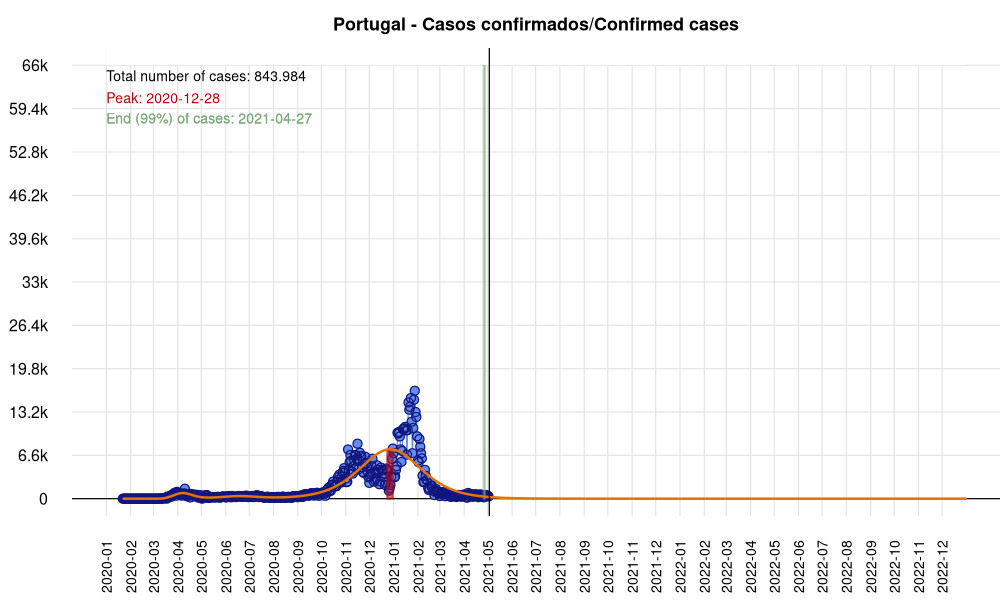 Portugal - Casos confirmados/Confirmed cases
Total number of cases: 843.984
Peak: 2020-12-28
End (99%) of cases: 2021-04-27
66k
59.4k
52.8k
46.2k
39.6k
33k
26.4k
19.8k
13.2k
6.6k
0
2020-01
2020-02
2020-03
2020-04
2020-05
2020-06
2020-07
2020-08
2020-09
2020-10
2020-11
2020-12
2021-01
2021-02
2021-03
2021-04
2021-05
2021-06
2021-07
2021-08
2021-09
2021-10
2021-11
2021-12
2022-01
2022-02
2022-03
2022-04
2022-05
2022-06
2022-07
2022-08
2022-09
2022-10
2022-11
2022-12